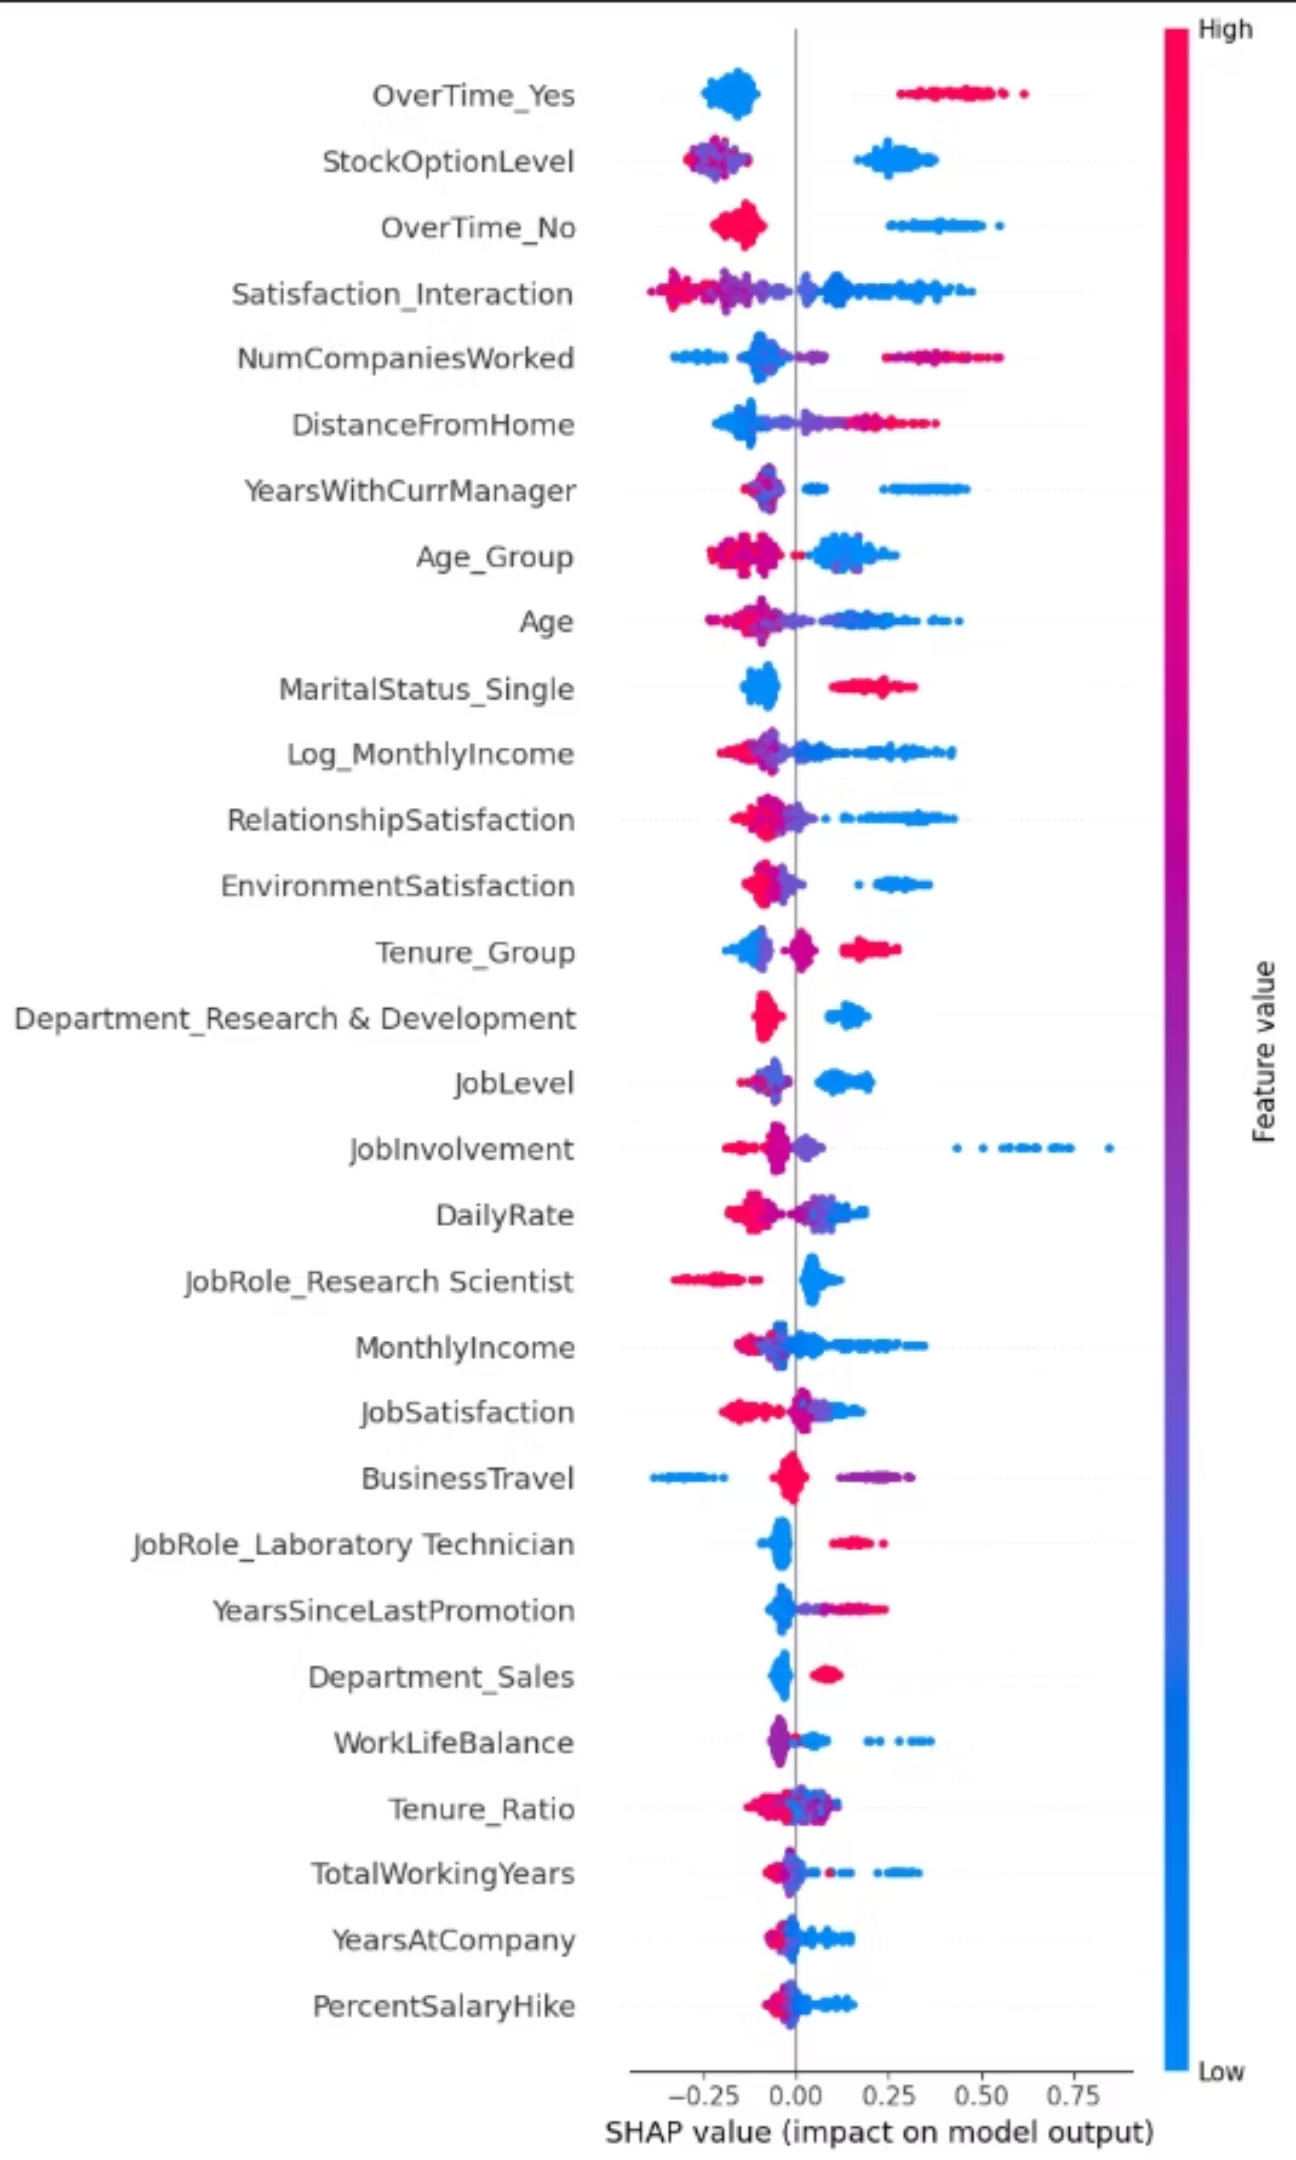 High
OverTime_Yes
StockOptionLevel
OverTime_No
Satisfaction_Interaction
NumCompaniesWorked
DistanceFromHome
YearsWithCurrManager
Age_Group
Age
MaritalStatus_Single
Log_MonthlyIncome
RelationshipSatisfaction
EnvironmentSatisfaction
Tenure_Group
Department_Research & Development
JobLevel
JobInvolvement
DailyRate
JobRole_Research Scientist
MonthlyIncome
JobSatisfaction
BusinessTravel
JobRole_Laboratory Technician
YearsSinceLastPromotion
Department_Sales
WorkLifeBalance
Tenure_Ratio
TotalWorkingYears
YearsAtCompany
PercentSalaryHike
Feature value
Low
−0.25 0.00 0.25 0.50 0.75
SHAP value (impact on model output)